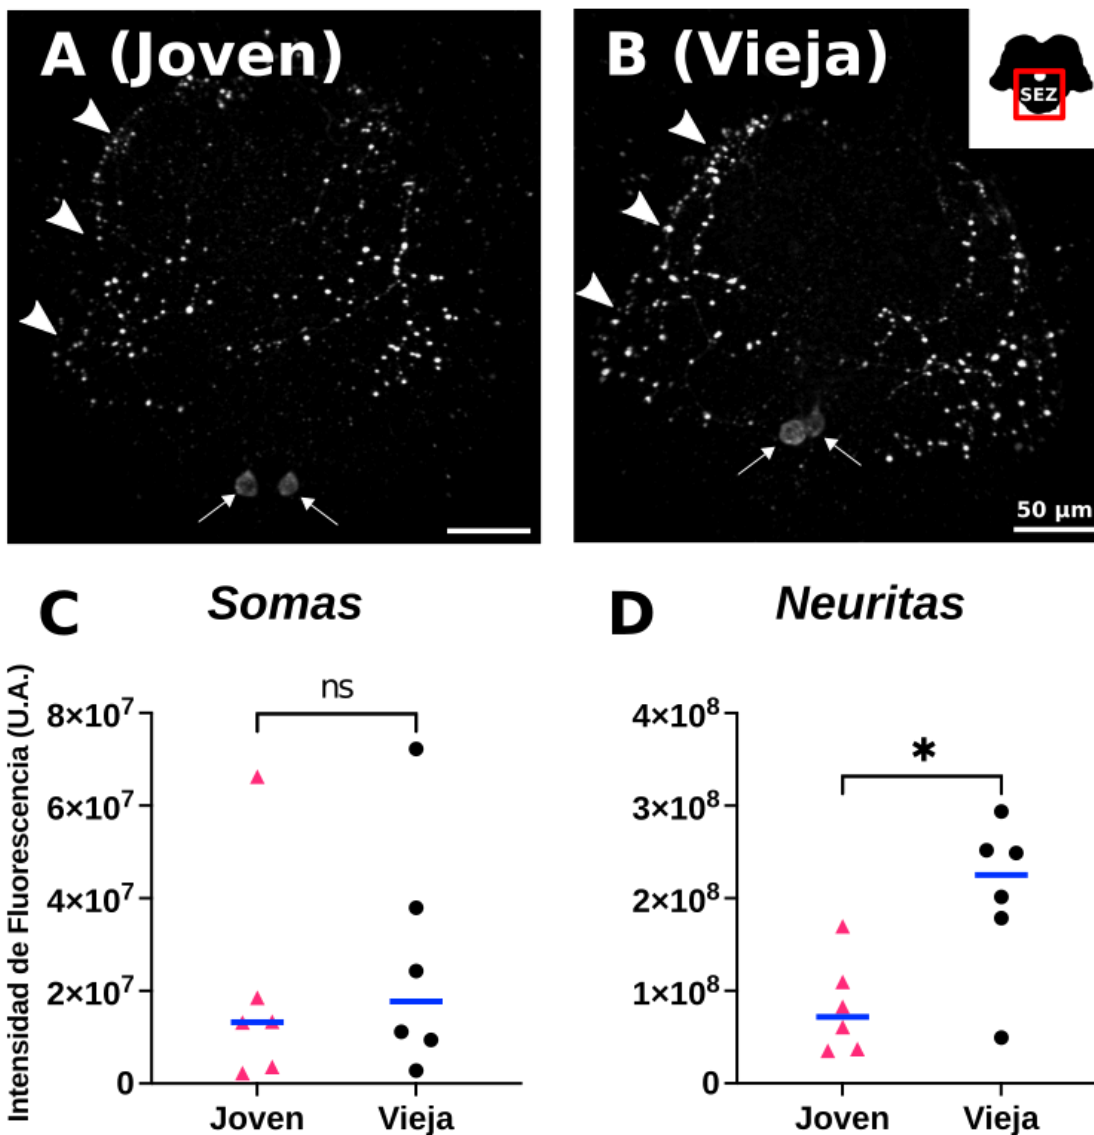 A (Joven)
B (Vieja)
SEZ
50 µm
C Somas
D Neuritas
Intensidad de Fluorescencia (U.A.)
ns
8×10⁷
6×10⁷
4×10⁷
2×10⁷
0
Joven Vieja
*
4×10⁸
3×10⁸
2×10⁸
1×10⁸
0
Joven Vieja